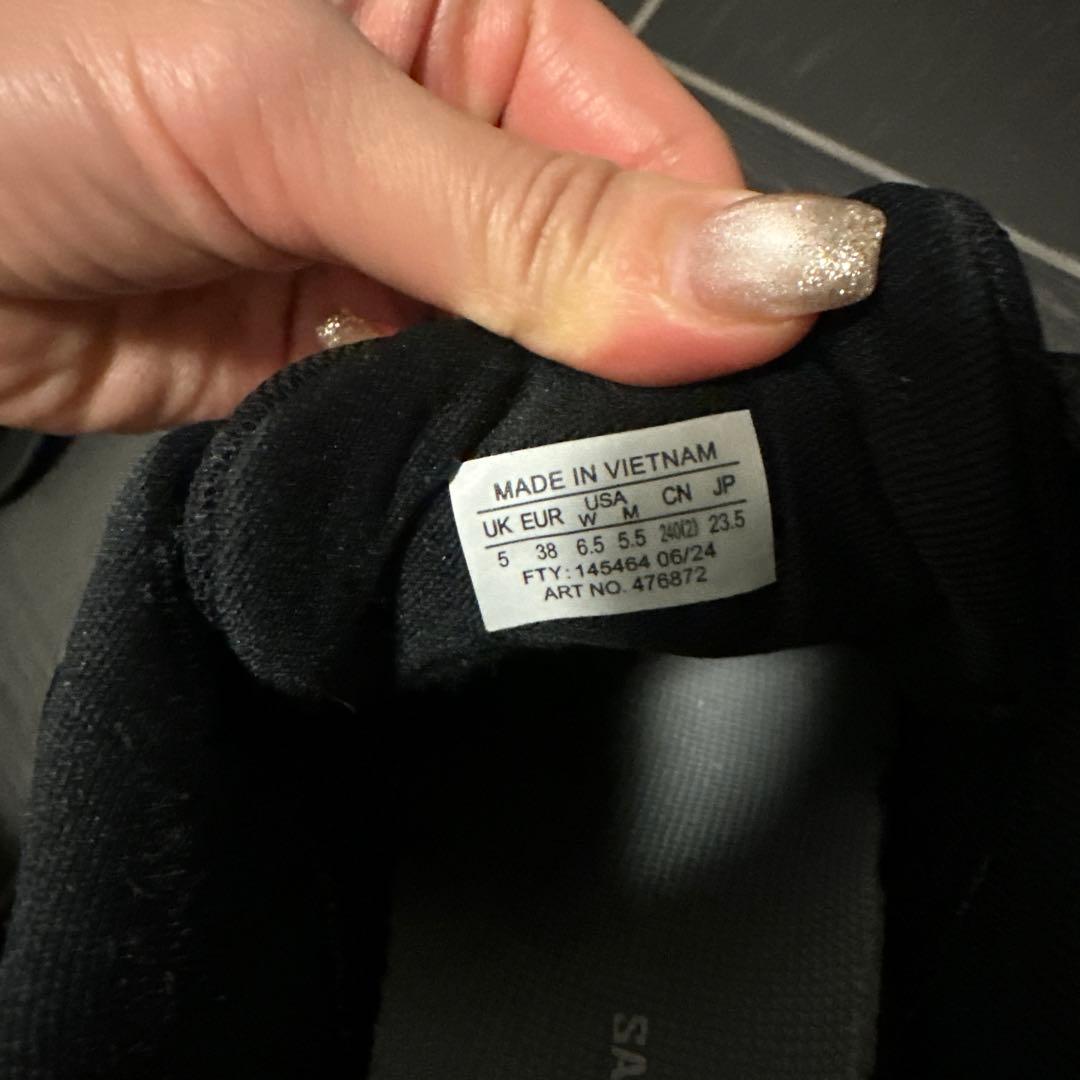 MADE IN VIETNAM
UK EUR USA CN JP
W M
5 38 6.5 5.5 240(2) 23.5
FTY: 145464 06/24
ART NO. 476872
SA